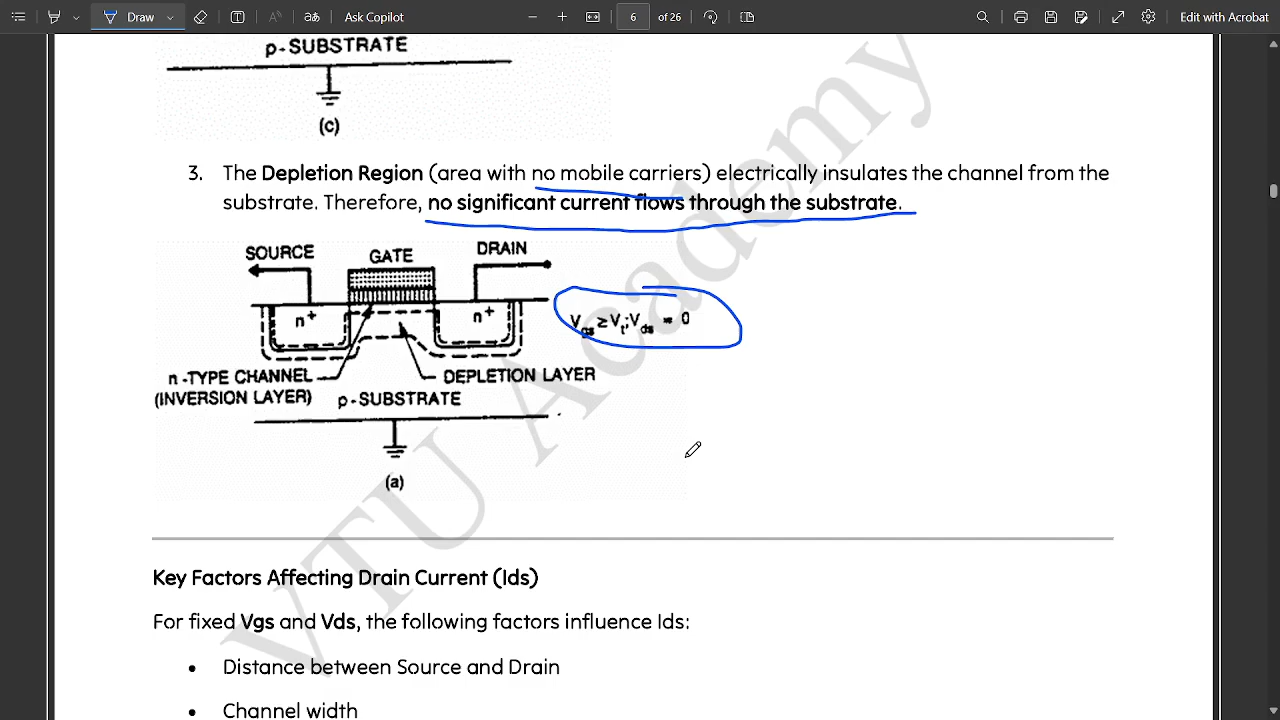 Draw
aあ
Ask Copilot
6 of 26
Edit with Acrobat
p-SUBSTRATE
(c)
3. The Depletion Region (area with no mobile carriers) electrically insulates the channel from the
substrate. Therefore, no significant current flows through the substrate.
SOURCE GATE DRAIN
n+ n+
Vgs ≥ Vt; Vds = 0
n-TYPE CHANNEL DEPLETION LAYER
(INVERSION LAYER) p-SUBSTRATE
(a)
Key Factors Affecting Drain Current (Ids)
For fixed Vgs and Vds, the following factors influence Ids:
• Distance between Source and Drain
• Channel width
VTU Academy